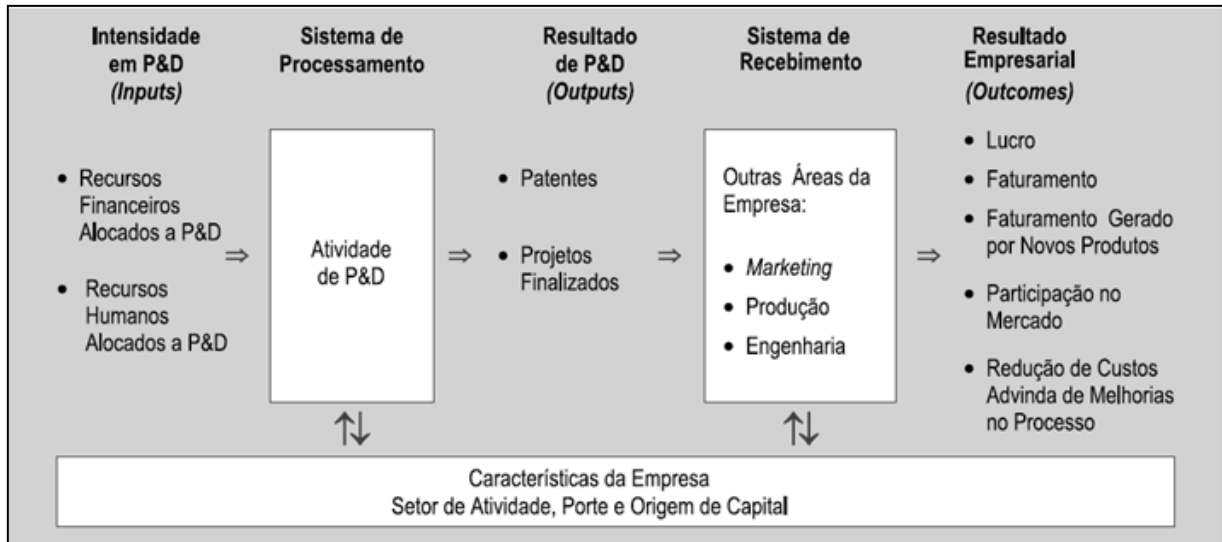 Intensidade
em P&D
(Inputs)
Sistema de
Processamento
Resultado
de P&D
(Outputs)
Sistema de
Recebimento
Resultado
Empresarial
(Outcomes)
• Recursos
Financeiros
Alocados a P&D
• Recursos
Humanos
Alocados a P&D
⇒
Atividade
de P&D
⇒
• Patentes
• Projetos
Finalizados
⇒
Outras Áreas da
Empresa:
• Marketing
• Produção
• Engenharia
⇒
• Lucro
• Faturamento
• Faturamento Gerado
por Novos Produtos
• Participação no
Mercado
• Redução de Custos
Advinda de Melhorias
no Processo
Características da Empresa
Setor de Atividade, Porte e Origem de Capital